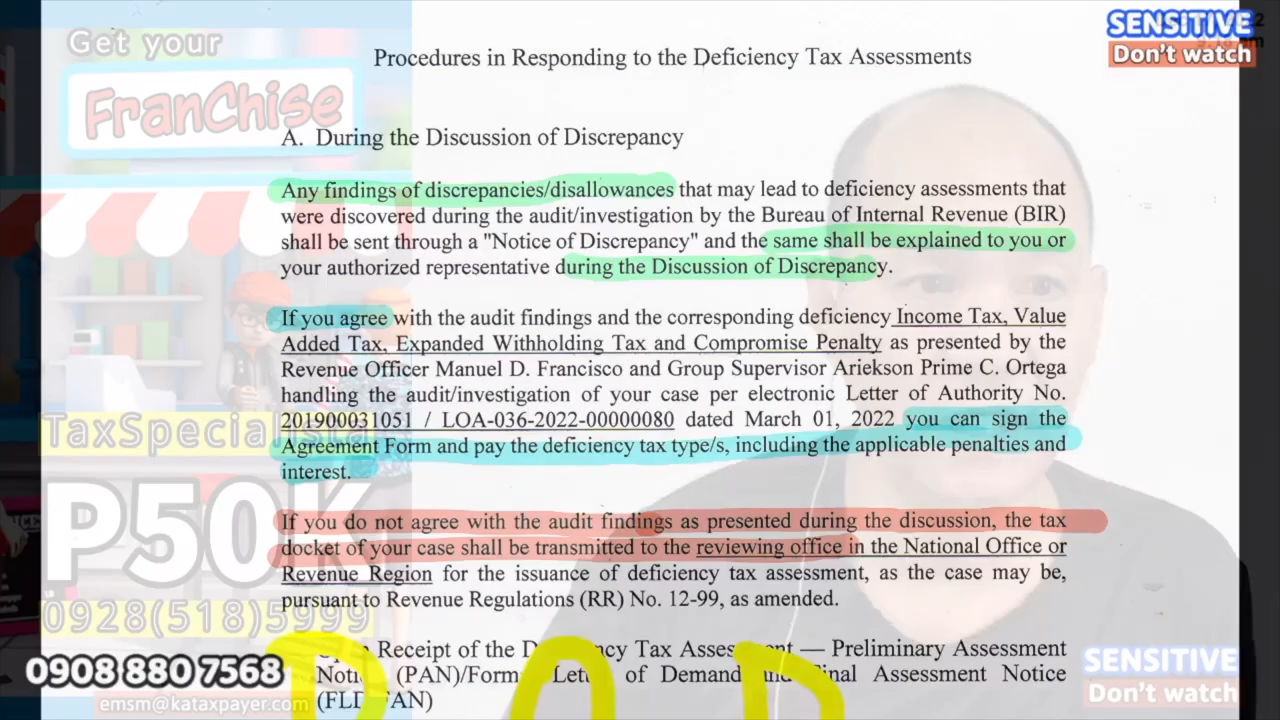 Get your
FranChise
SENSITIVE
Don't watch
Procedures in Responding to the Deficiency Tax Assessments
A. During the Discussion of Discrepancy
Any findings of discrepancies/disallowances that may lead to deficiency assessments that
were discovered during the audit/investigation by the Bureau of Internal Revenue (BIR)
shall be sent through a "Notice of Discrepancy" and the same shall be explained to you or
your authorized representative during the Discussion of Discrepancy.
If you agree with the audit findings and the corresponding deficiency Income Tax, Value
Added Tax, Expanded Withholding Tax and Compromise Penalty as presented by the
Revenue Officer Manuel D. Francisco and Group Supervisor Ariekson Prime C. Ortega
handling the audit/investigation of your case per electronic Letter of Authority No.
201900031051 / LOA-036-2022-00000080 dated March 01, 2022 you can sign the
Agreement Form and pay the deficiency tax type/s, including the applicable penalties and
interest.
If you do not agree with the audit findings as presented during the discussion, the tax
docket of your case shall be transmitted to the reviewing office in the National Office or
Revenue Region for the issuance of deficiency tax assessment, as the case may be,
pursuant to Revenue Regulations (RR) No. 12-99, as amended.
Receipt of the Tax — Preliminary Assessment
(PAN) of Demand Assessment Notice
TaxSpecialist
P50K
0928(518)5999
0908 880 7568
emsm@kataxpayer.com
DOD
SENSITIVE
Don't watch